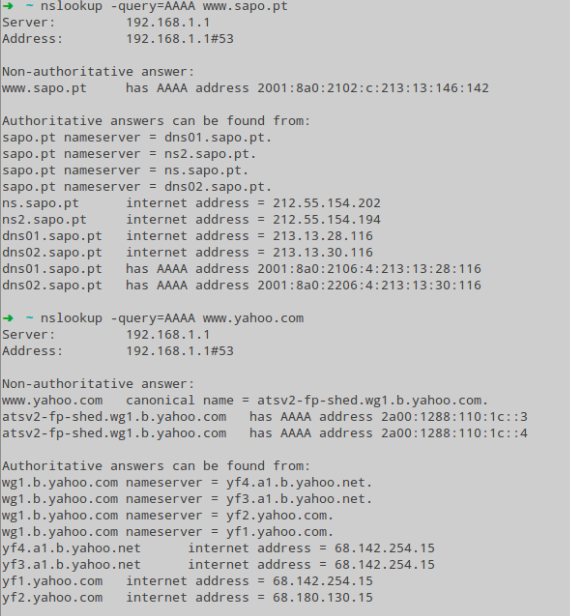 ➜ ~ nslookup -query=AAAA www.sapo.pt
Server: 192.168.1.1
Address: 192.168.1.1#53
Non-authoritative answer:
www.sapo.pt has AAAA address 2001:8a0:2102:c:213:13:146:142
Authoritative answers can be found from:
sapo.pt nameserver = dns01.sapo.pt.
sapo.pt nameserver = ns2.sapo.pt.
sapo.pt nameserver = ns.sapo.pt.
sapo.pt nameserver = dns02.sapo.pt.
ns.sapo.pt internet address = 212.55.154.202
ns2.sapo.pt internet address = 212.55.154.194
dns01.sapo.pt internet address = 213.13.28.116
dns02.sapo.pt internet address = 213.13.30.116
dns01.sapo.pt has AAAA address 2001:8a0:2106:4:213:13:28:116
dns02.sapo.pt has AAAA address 2001:8a0:2206:4:213:13:30:116
➜ ~ nslookup -query=AAAA www.yahoo.com
Server: 192.168.1.1
Address: 192.168.1.1#53
Non-authoritative answer:
www.yahoo.com canonical name = atsv2-fp-shed.wg1.b.yahoo.com.
atsv2-fp-shed.wg1.b.yahoo.com has AAAA address 2a00:1288:110:1c::3
atsv2-fp-shed.wg1.b.yahoo.com has AAAA address 2a00:1288:110:1c::4
Authoritative answers can be found from:
wg1.b.yahoo.com nameserver = yf4.a1.b.yahoo.net.
wg1.b.yahoo.com nameserver = yf3.a1.b.yahoo.net.
wg1.b.yahoo.com nameserver = yf2.yahoo.com.
wg1.b.yahoo.com nameserver = yf1.yahoo.com.
yf4.a1.b.yahoo.net internet address = 68.142.254.15
yf3.a1.b.yahoo.net internet address = 68.142.254.15
yf1.yahoo.com internet address = 68.142.254.15
yf2.yahoo.com internet address = 68.180.130.15